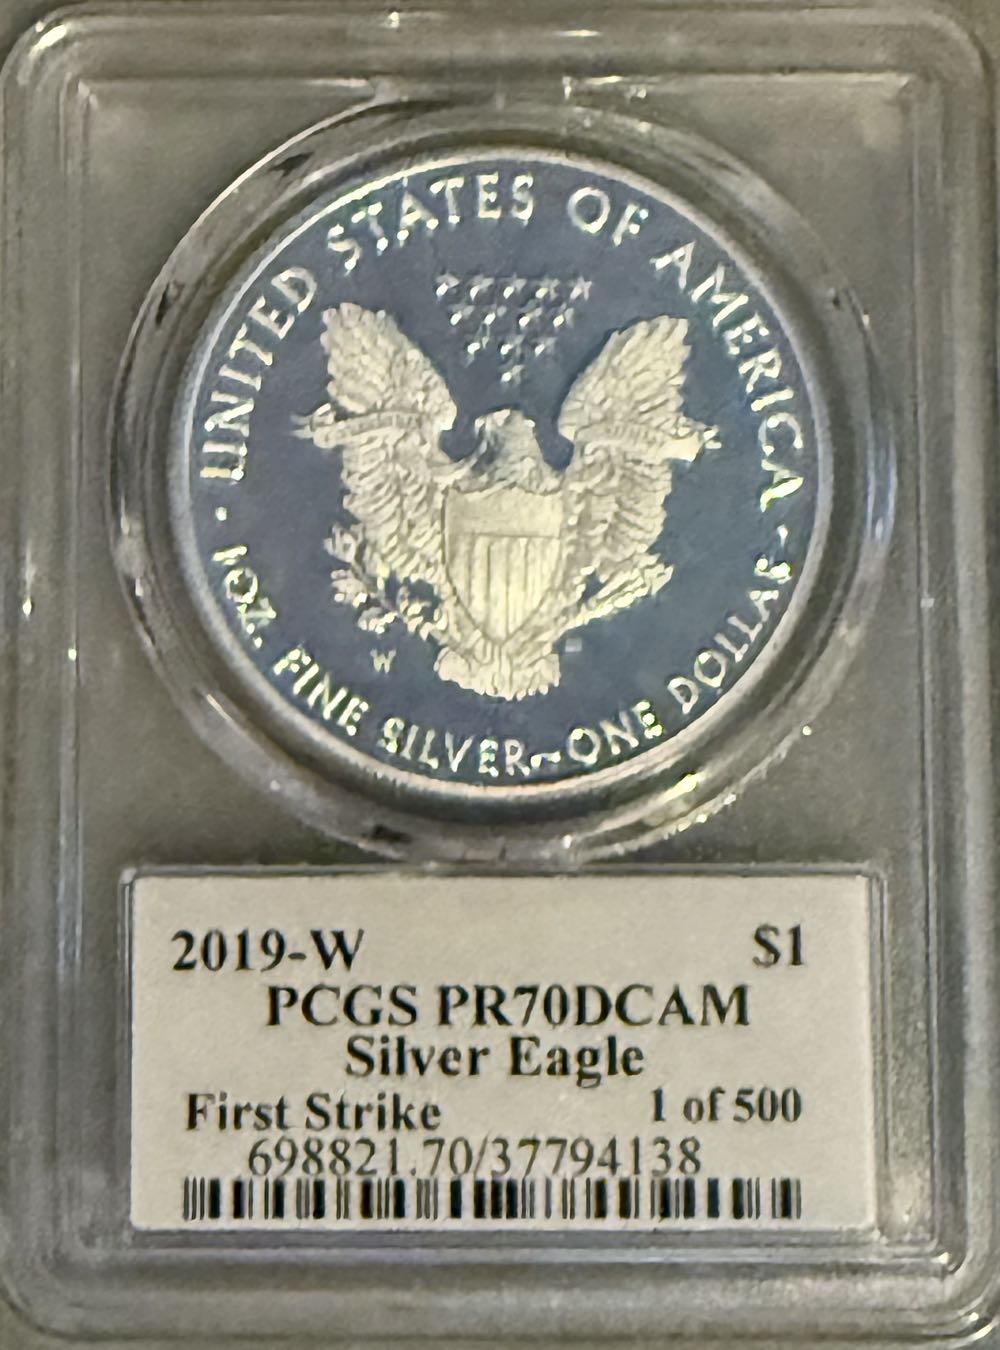 UNITED STATES OF AMERICA
W
1 OZ. FINE SILVER~ONE DOLLAR
2019-W $1
PCGS PR70DCAM
Silver Eagle
First Strike 1 of 500
698821.70/37794138